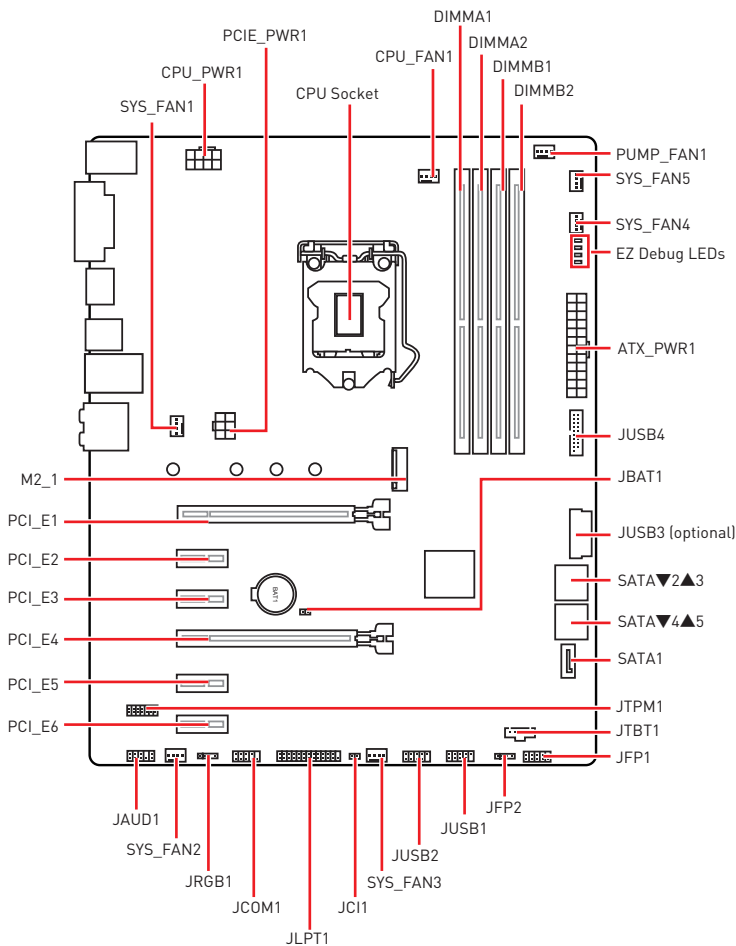 DIMMA1
PCIE_PWR1
DIMMA2
CPU_FAN1
DIMMB1
CPU_PWR1
CPU Socket
DIMMB2
SYS_FAN1
PUMP_FAN1
SYS_FAN5
SYS_FAN4
EZ Debug LEDs
ATX_PWR1
JUSB4
JBAT1
M2_1
PCI_E1
JUSB3 (optional)
PCI_E2
SATA▼2▲3
PCI_E3
BAT1
SATA▼4▲5
PCI_E4
SATA1
PCI_E5
JTPM1
PCI_E6
JTBT1
JFP1
JAUD1
JFP2
SYS_FAN2
JUSB1
JRGB1
JUSB2
JCOM1
JCI1
SYS_FAN3
JLPT1